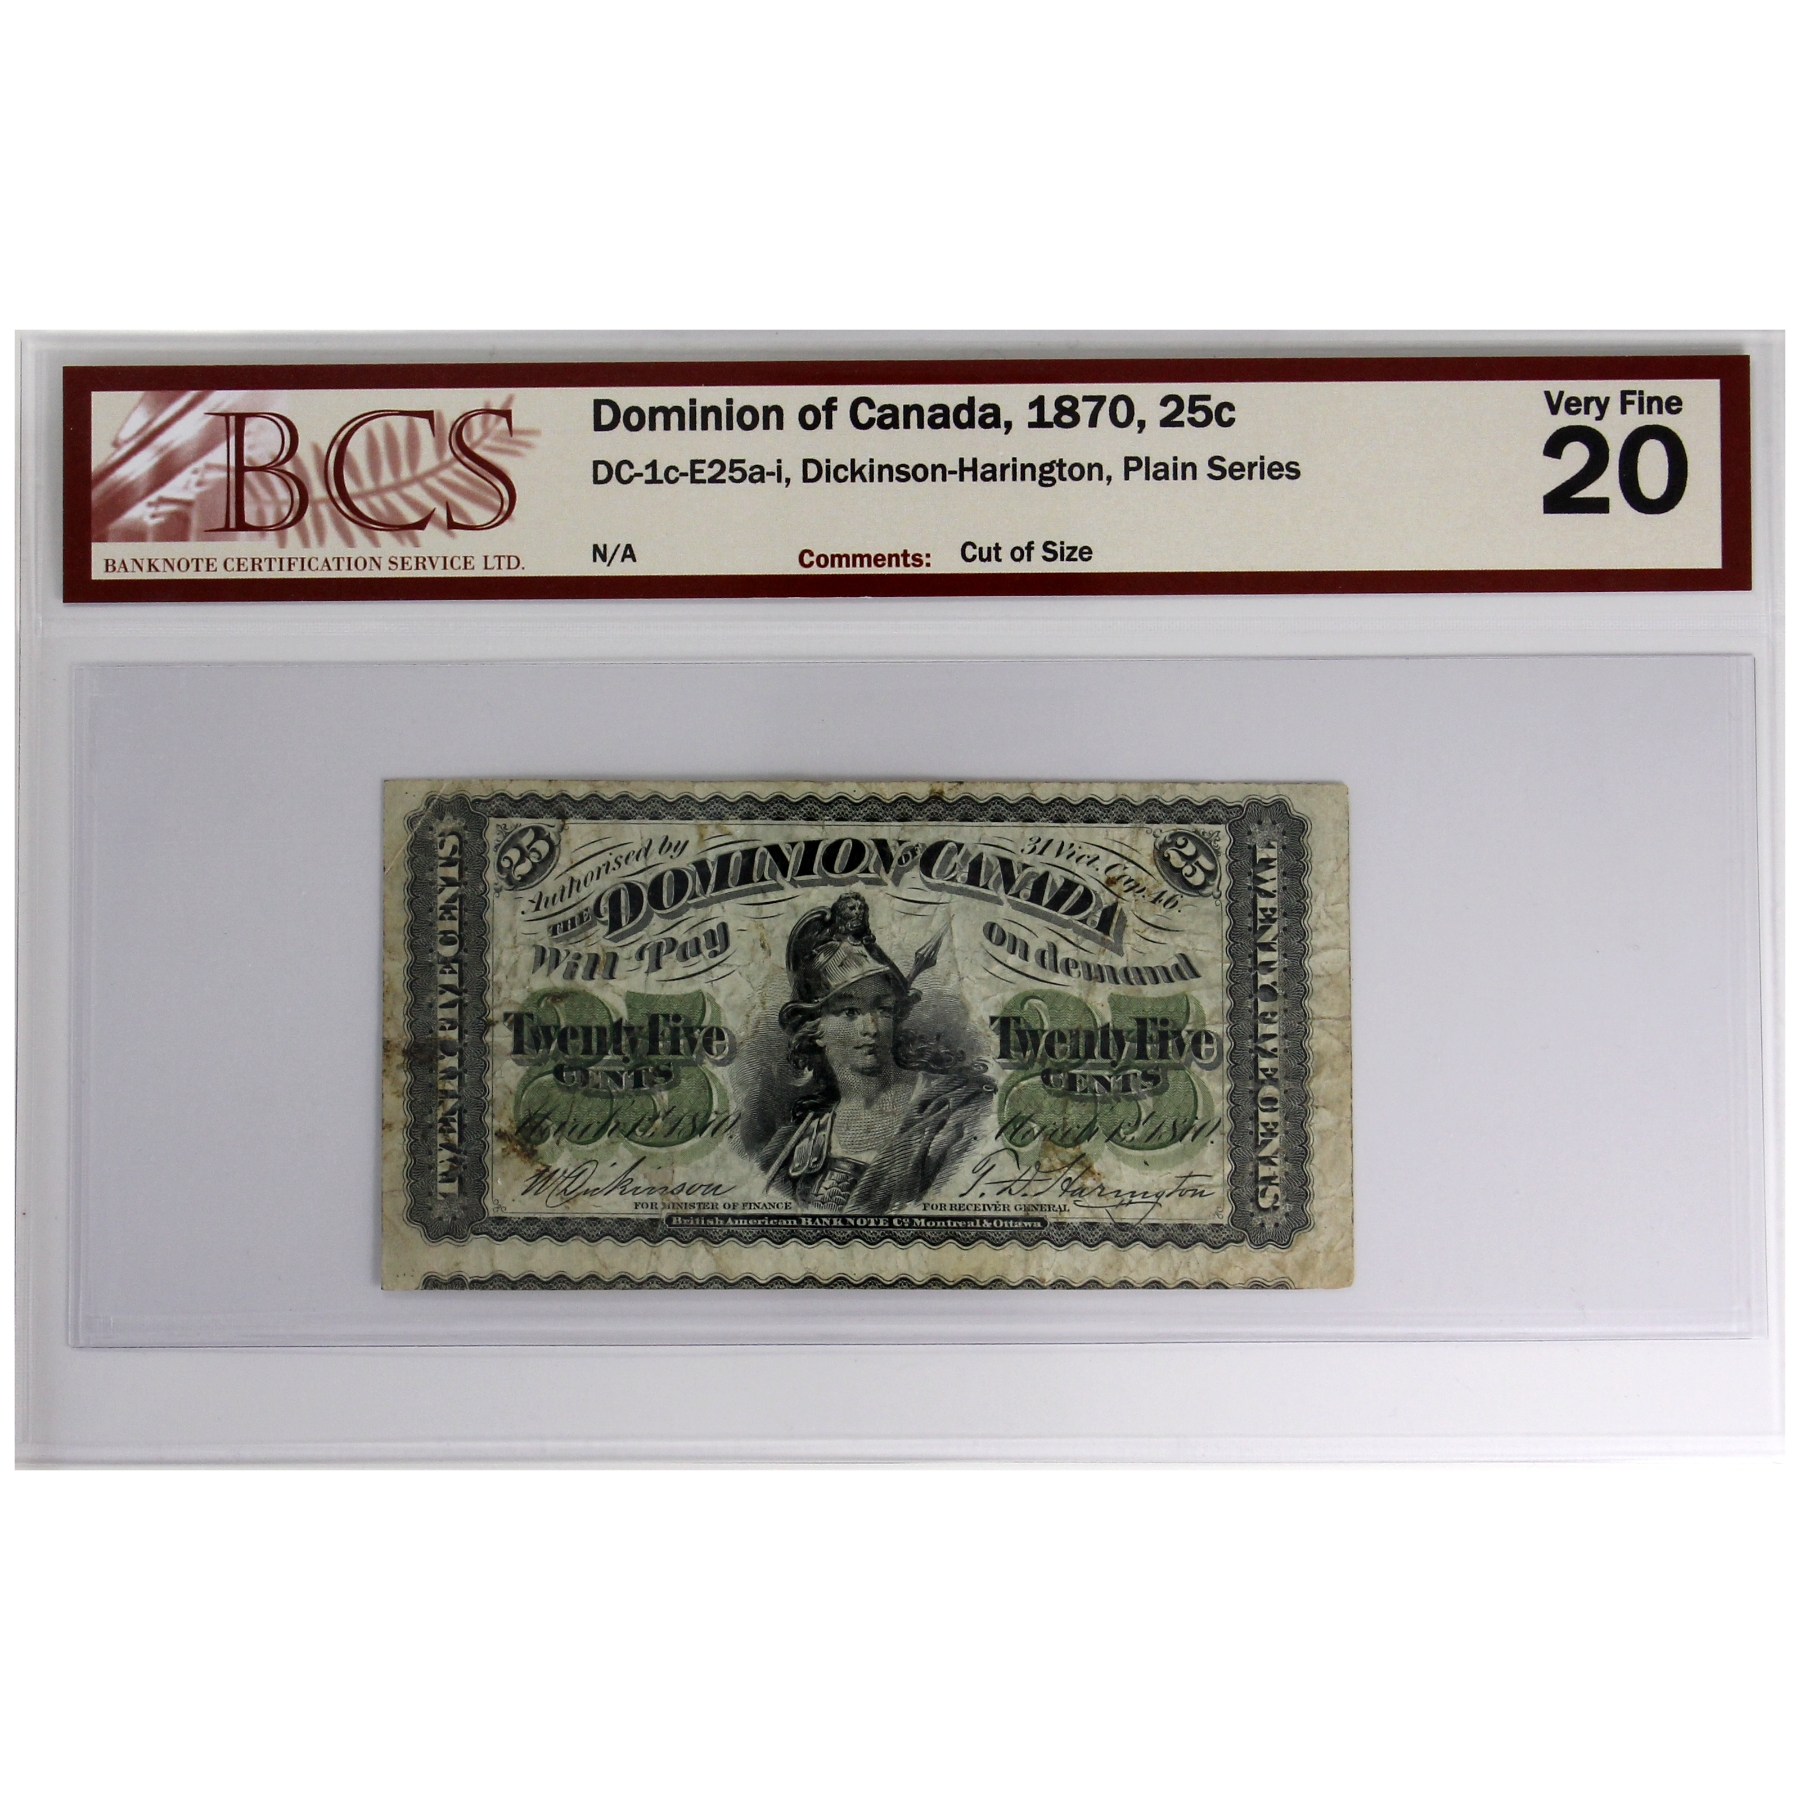 BCS
BANKNOTE CERTIFICATION SERVICE LTD.
Dominion of Canada, 1870, 25c
DC-1c-E25a-i, Dickinson-Harington, Plain Series
N/A
Comments: Cut of Size
Very Fine
20
25
Authorised by
31 Vict. Cap. 46.
25
THE DOMINION OF CANADA
Will Pay
on demand
25
25
Twenty Five
CENTS
Twenty Five
CENTS
March 1st 1870.
March 1st 1870.
W Dickinson
T. D. Harington
FOR MINISTER OF FINANCE
FOR RECEIVER GENERAL
British American BANK NOTE Co. Montreal & Ottawa
TWENTY FIVE CENTS
TWENTY FIVE CENTS